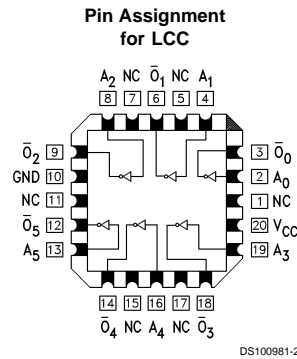 Pin Assignment
for LCC
A2 NC Ō1 NC A1
8 7 6 5 4
Ō2 9
GND 10
NC 11
Ō5 12
A5 13
3 Ō0
2 A0
1 NC
20 VCC
19 A3
14 15 16 17 18
Ō4 NC A4 NC Ō3
DS100981-2